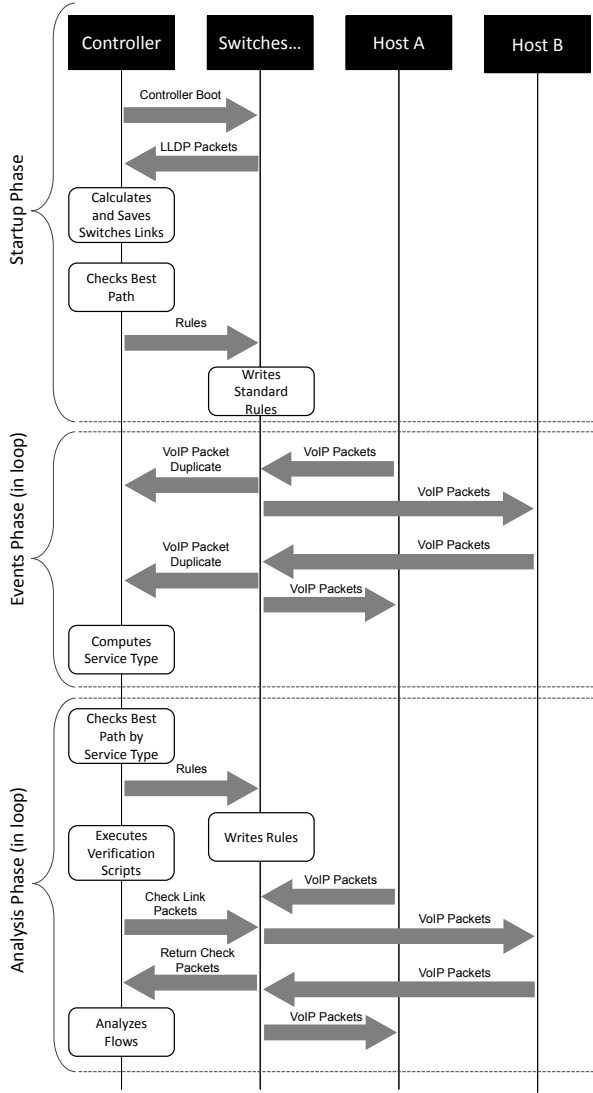 Controller
Switches...
Host A
Host B
Startup Phase
Controller Boot
LLDP Packets
Calculates
and Saves
Switches Links
Checks Best
Path
Rules
Writes
Standard
Rules
Events Phase (in loop)
VoIP Packet
Duplicate
VoIP Packets
VoIP Packets
VoIP Packets
VoIP Packet
Duplicate
VoIP Packets
Computes
Service Type
Analysis Phase (in loop)
Checks Best
Path by
Service Type
Rules
Writes Rules
Executes
Verification
Scripts
VoIP Packets
Check Link
Packets
VoIP Packets
Return Check
Packets
VoIP Packets
Analyzes
Flows
VoIP Packets